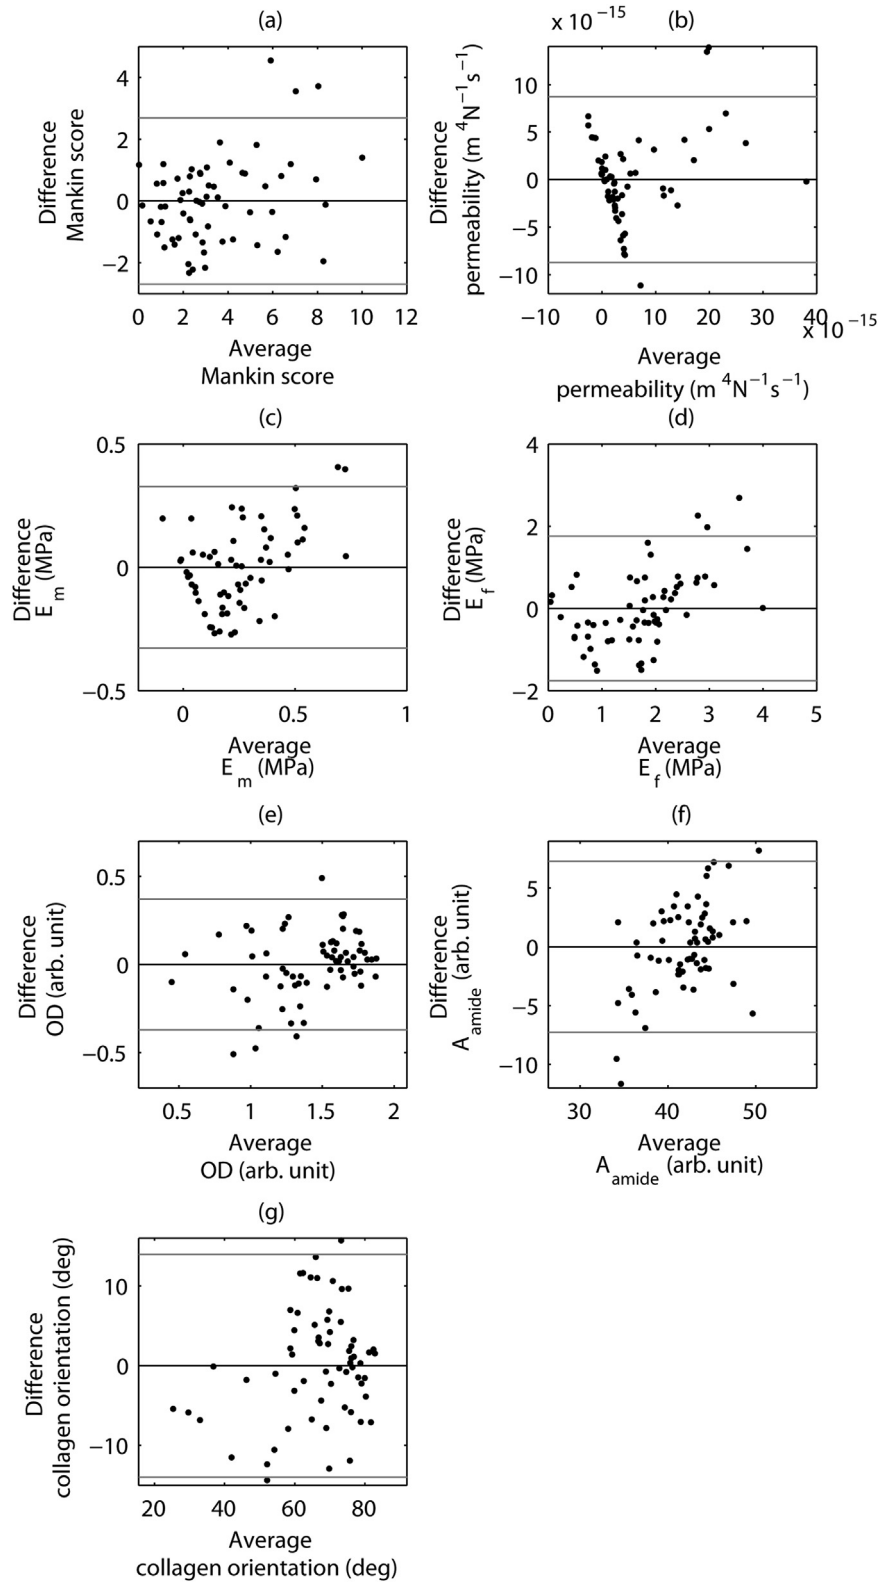 (a)
4
2
0
−2
Difference
Mankin score
0 2 4 6 8 10 12
Average
Mankin score
x 10 −15 (b)
10
5
0
−5
−10
Difference
permeability (m 4N−1s−1)
−10 0 10 20 30 40
x 10 −15
Average
permeability (m 4N−1s−1)
(c)
0.5
0
−0.5
Difference
E m (MPa)
0 0.5 1
Average
E m (MPa)
(d)
4
2
0
−2
Difference
E f (MPa)
0 1 2 3 4 5
Average
E f (MPa)
(e)
0.5
0
−0.5
Difference
OD (arb. unit)
0.5 1 1.5 2
Average
OD (arb. unit)
(f)
5
0
−5
−10
Difference
A amide (arb. unit)
30 40 50
Average
A amide (arb. unit)
(g)
10
0
−10
Difference
collagen orientation (deg)
20 40 60 80
Average
collagen orientation (deg)